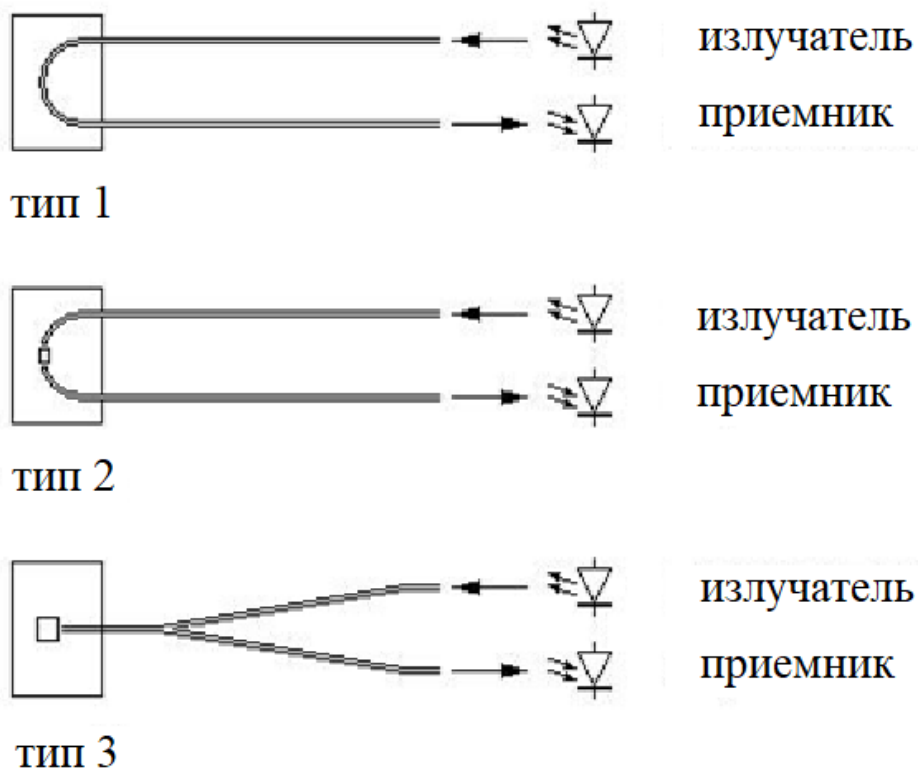 излучатель
приемник
тип 1
излучатель
приемник
тип 2
излучатель
приемник
тип 3